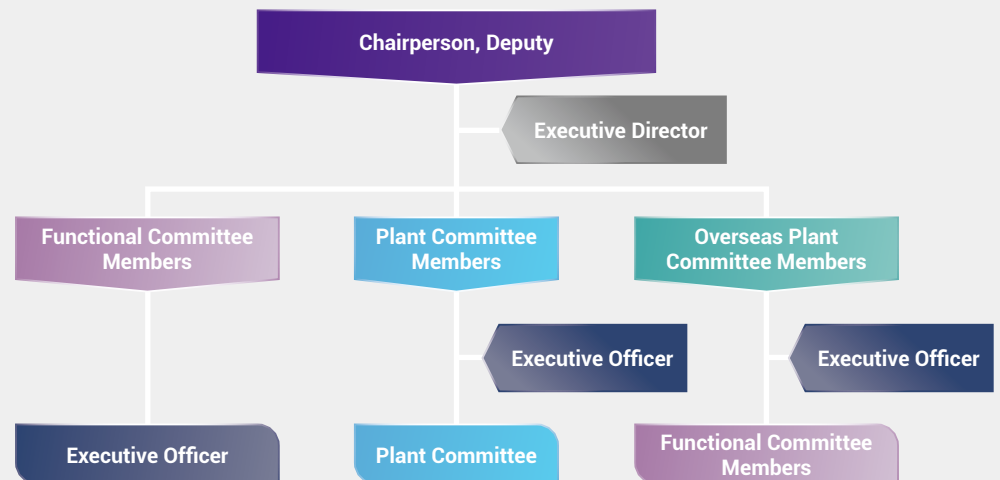 Chairperson, Deputy
Executive Director
Functional Committee
Members
Plant Committee
Members
Overseas Plant
Committee Members
Executive Officer
Executive Officer
Executive Officer
Plant Committee
Functional Committee
Members